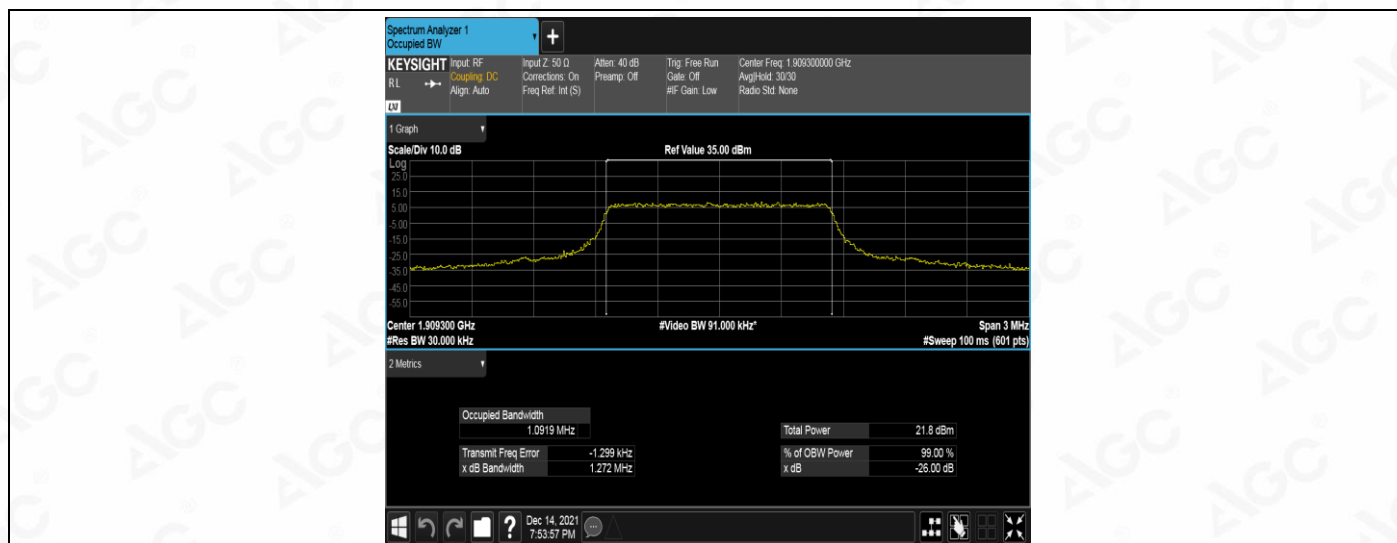 Spectrum Analyzer 1
Occupied BW
+
KEYSIGHT Input: RF Input Z: 50 Ω Atten: 40 dB Trig: Free Run Center Freq: 1.909300000 GHz
R L Coupling: DC Corrections: On Preamp: Off Gate: Off Avg|Hold: 30/30
Align: Auto Freq Ref: Int (S) #IF Gain: Low Radio Std: None
LXI
1 Graph
Scale/Div 10.0 dB Ref Value 35.00 dBm
Log
25.0
15.0
5.00
-5.00
-15.0
-25.0
-35.0
-45.0
-55.0
Center 1.909300 GHz #Video BW 91.000 kHz* Span 3 MHz
#Res BW 30.000 kHz #Sweep 100 ms (601 pts)
2 Metrics
Occupied Bandwidth
1.0919 MHz Total Power 21.8 dBm
Transmit Freq Error -1.299 kHz % of OBW Power 99.00 %
x dB Bandwidth 1.272 MHz x dB -26.00 dB
? Dec 14, 2021
7:53:57 PM
AGC